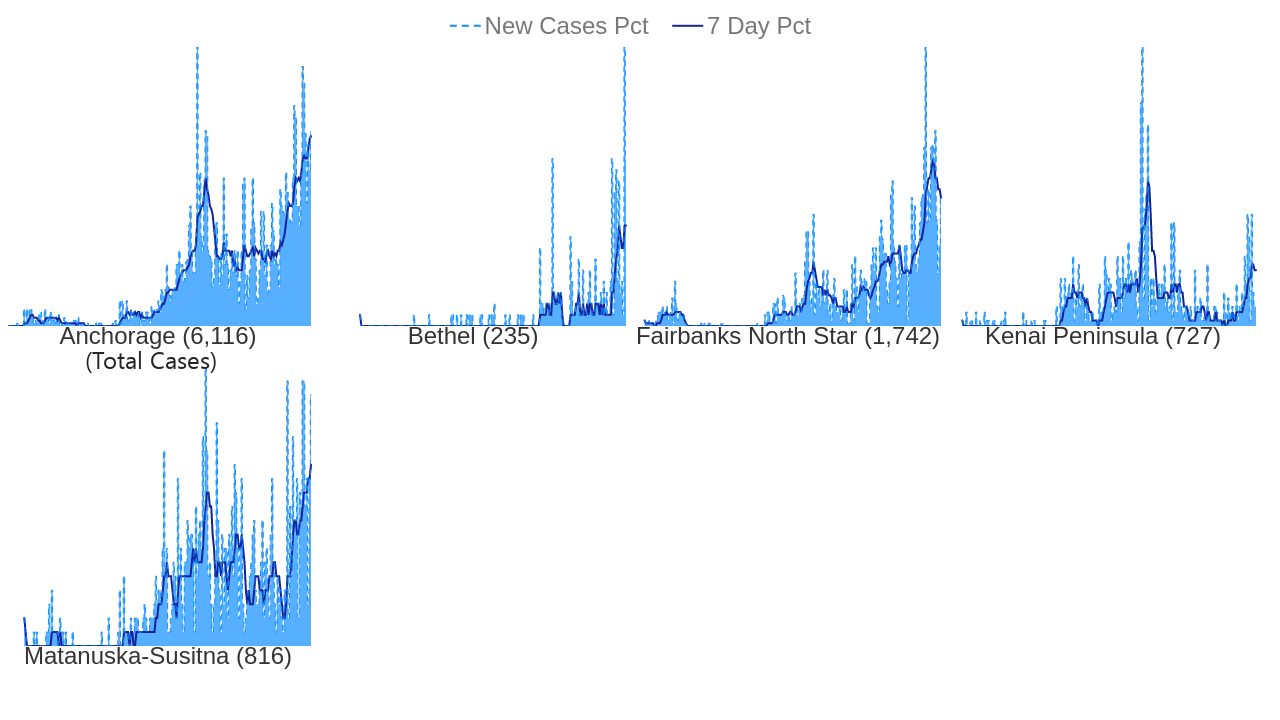 New Cases Pct 7 Day Pct
Anchorage (6,116)
(Total Cases)
Bethel (235)
Fairbanks North Star (1,742)
Kenai Peninsula (727)
Matanuska-Susitna (816)